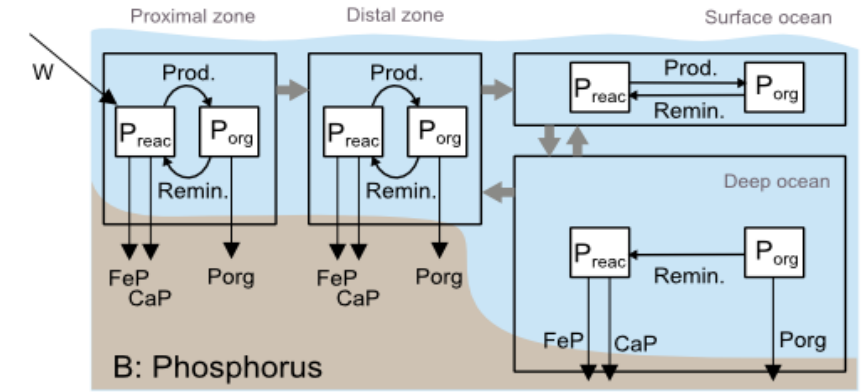 Proximal zone
Distal zone
Surface ocean
W
Prod.
Preac
Porg
Remin.
FeP
CaP
Porg
Prod.
Preac
Porg
Remin.
FeP
CaP
Porg
Preac
Prod.
Remin.
Porg
Deep ocean
Preac
Remin.
Porg
FeP
CaP
Porg
B: Phosphorus